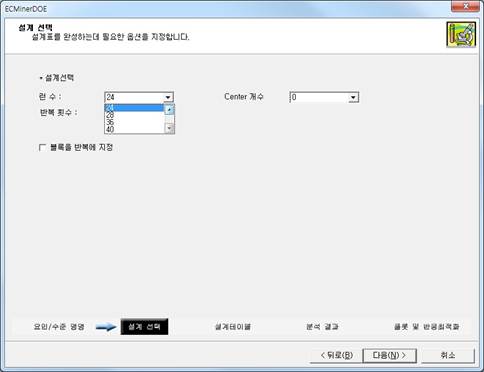 ECMinerDOE
설계 선택
설계표를 완성하는데 필요한 옵션을 지정합니다.
설계선택
런 수 : 24 Center 개수 0
24
반복 횟수 : 28
36
40
블록을 반복에 지정
요인/수준 명명 설계 선택 설계테이블 분석 결과 플롯 및 반응최적화
< 뒤로(B) 다음(N) > 취소